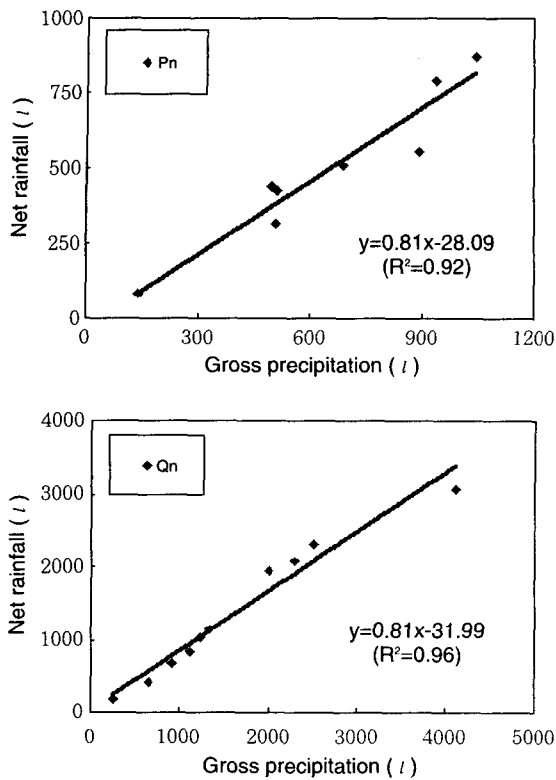 1000
Pn
750
500
250
0
Net rainfall ( l )
y=0.81x-28.09
(R²=0.92)
0 300 600 900 1200
Gross precipitation ( l )
4000
Qn
3000
2000
1000
0
Net rainfall ( l )
y=0.81x-31.99
(R²=0.96)
0 1000 2000 3000 4000 5000
Gross precipitation ( l )